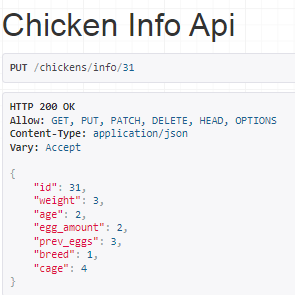 Chicken Info Api
PUT /chickens/info/31
HTTP 200 OK
Allow: GET, PUT, PATCH, DELETE, HEAD, OPTIONS
Content-Type: application/json
Vary: Accept
{
    "id": 31,
    "weight": 3,
    "age": 2,
    "egg_amount": 2,
    "prev_eggs": 3,
    "breed": 1,
    "cage": 4
}